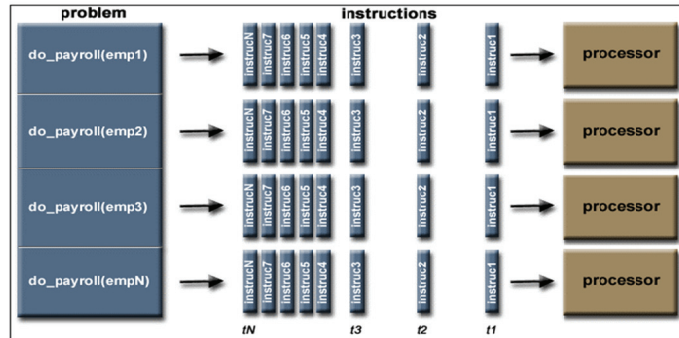 problem
instructions
do_payroll(emp1)
instrucN
instruc7
instruc6
instruc5
instruc4
instruc3
instruc2
instruc1
processor
do_payroll(emp2)
instrucN
instruc7
instruc6
instruc5
instruc4
instruc3
instruc2
instruc1
processor
do_payroll(emp3)
instrucN
instruc7
instruc6
instruc5
instruc4
instruc3
instruc2
instruc1
processor
do_payroll(empN)
instrucN
instruc7
instruc6
instruc5
instruc4
instruc3
instruc2
instruc1
processor
tN
t3
t2
t1